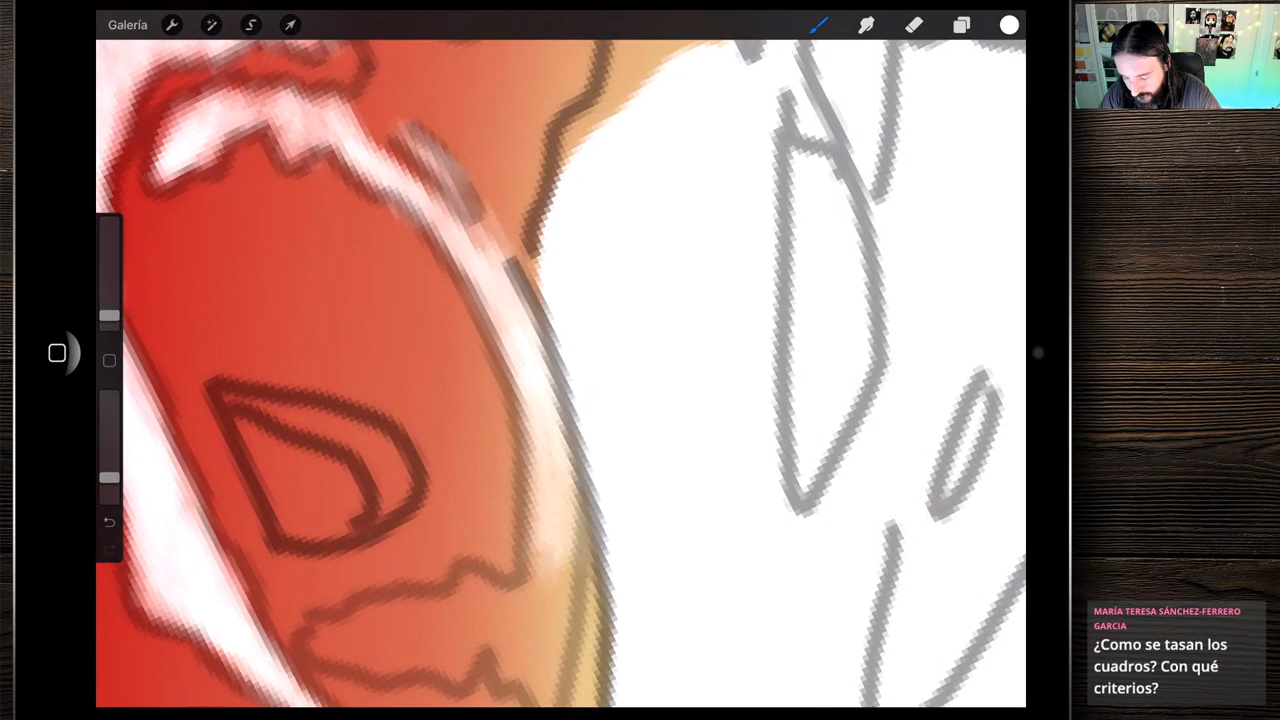 Galería
MARÍA TERESA SÁNCHEZ-FERRERO
GARCIA
¿Como se tasan los
cuadros? Con qué
criterios?